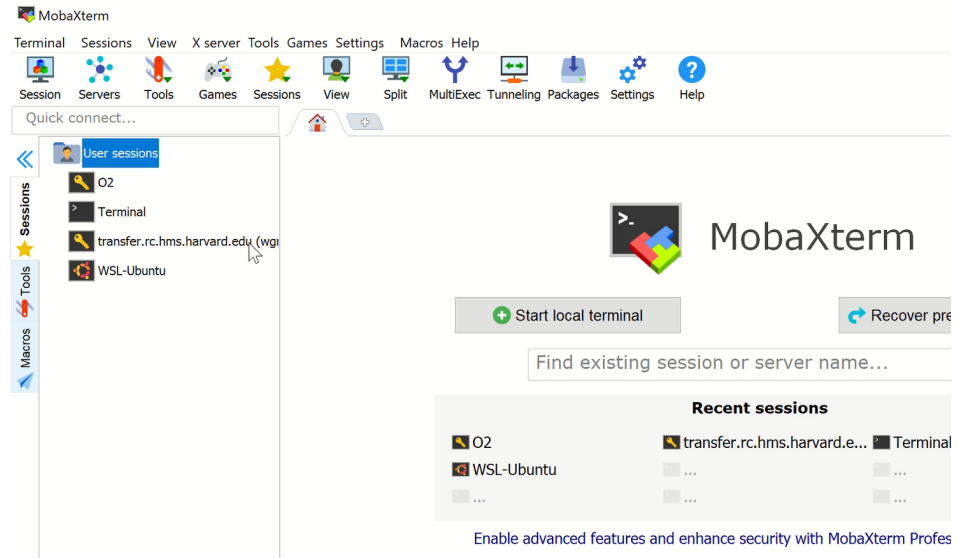 MobaXterm
Terminal Sessions View X server Tools Games Settings Macros Help
Session Servers Tools Games Sessions View Split MultiExec Tunneling Packages Settings Help
Quick connect...
User sessions
O2
Terminal
transfer.rc.hms.harvard.edu (wgr
WSL-Ubuntu
Sessions
Tools
Macros
MobaXterm
Start local terminal
Recover pre
Find existing session or server name...
Recent sessions
O2 transfer.rc.hms.harvard.e... Terminal
WSL-Ubuntu ... ...
... ... ...
Enable advanced features and enhance security with MobaXterm Profes